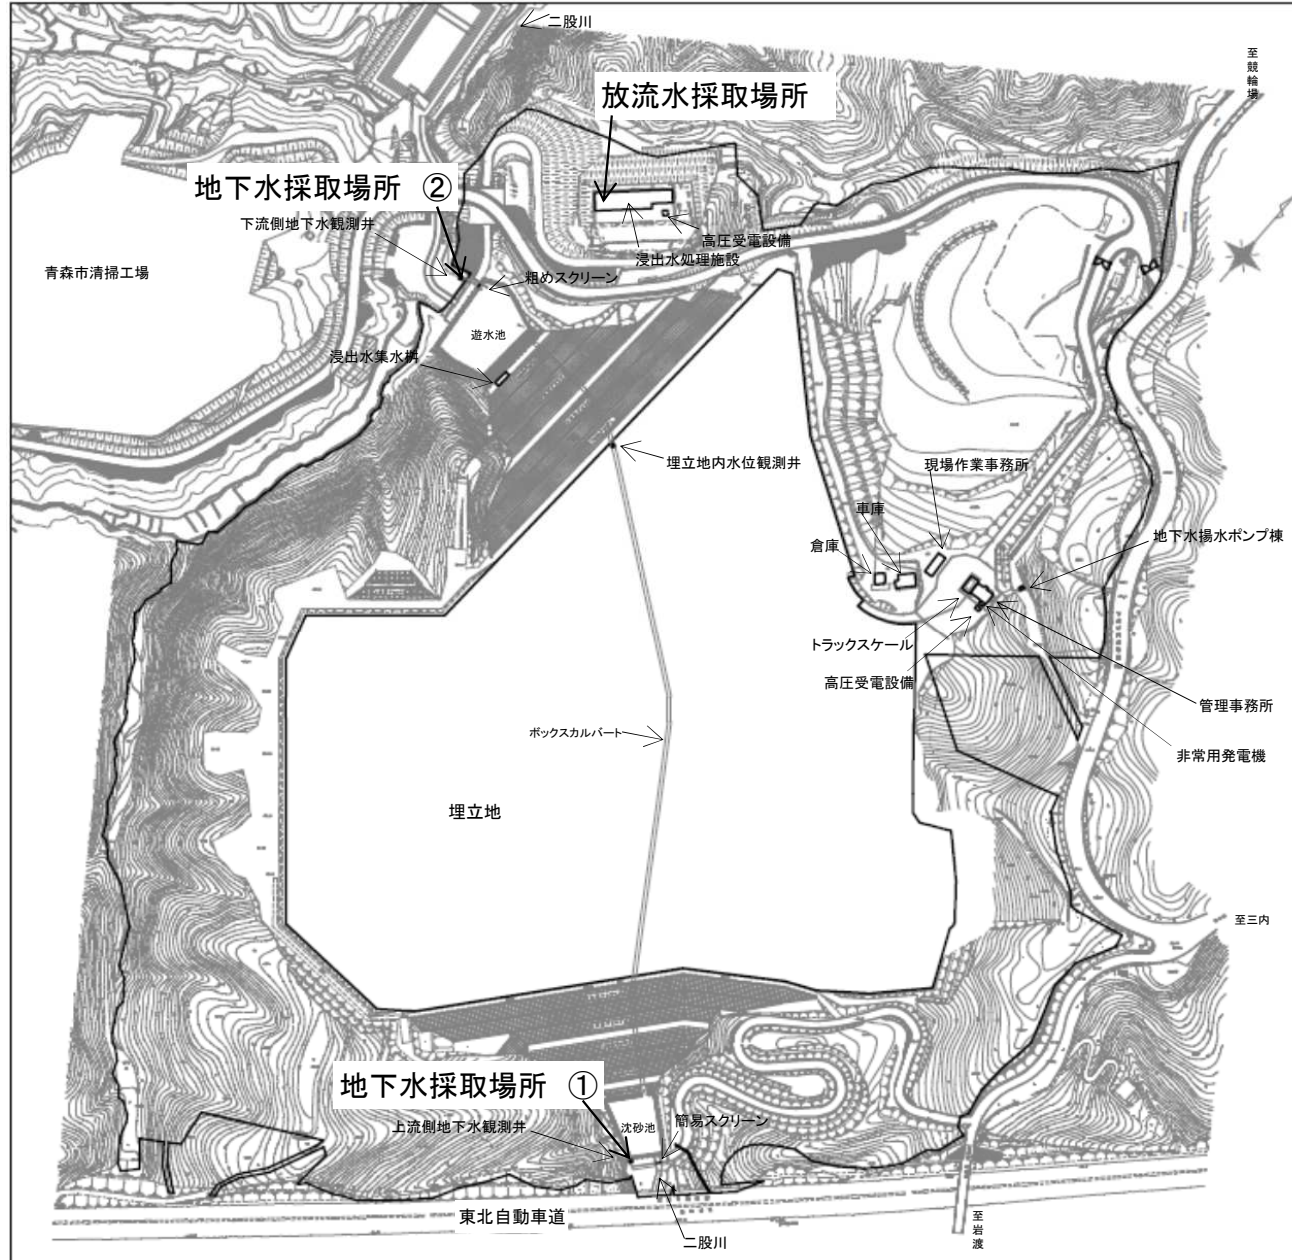 二股川
至競輪場
放流水採取場所
地下水採取場所 ②
下流側地下水観測井
高圧受電設備
浸出水処理施設
青森市清掃工場
粗めスクリーン
遊水池
浸出水集水桝
埋立地内水位観測井
現場作業事務所
車庫
倉庫
地下水揚水ポンプ棟
トラックスケール
高圧受電設備
管理事務所
ボックスカルバート
非常用発電機
埋立地
至三内
地下水採取場所 ①
沈砂池
簡易スクリーン
上流側地下水観測井
東北自動車道
二股川
至岩渡